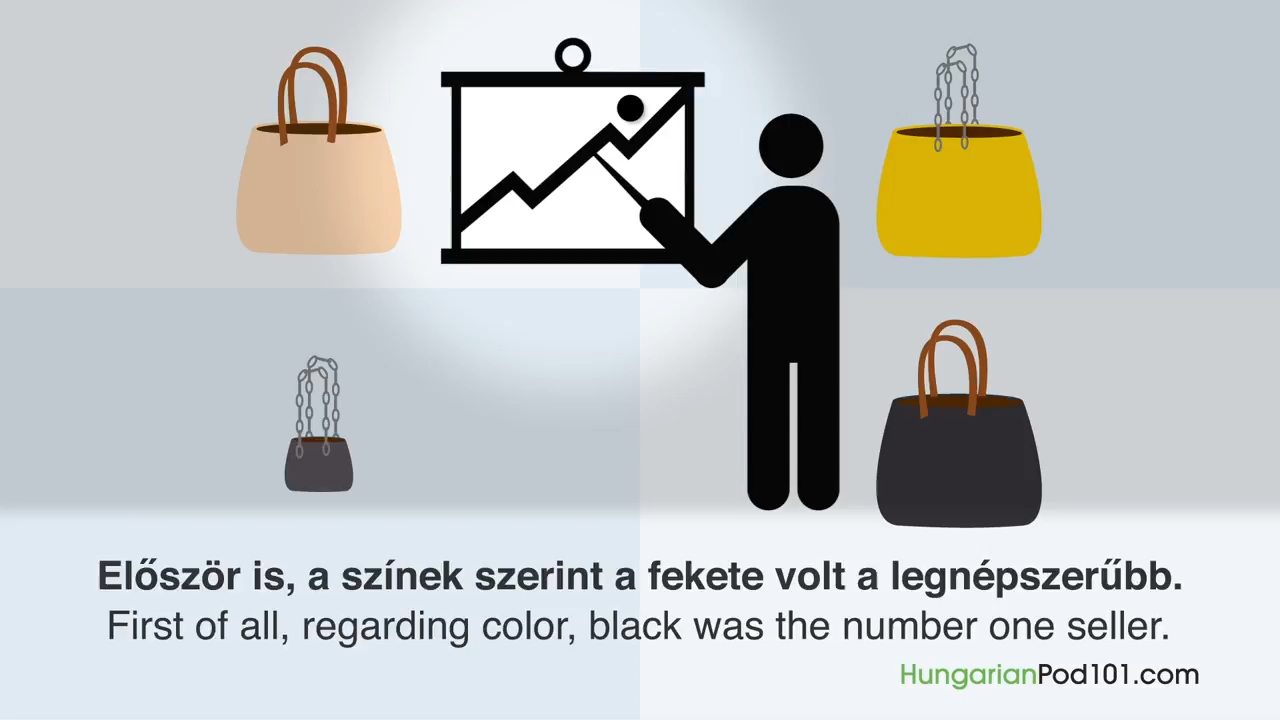 Először is, a színek szerint a fekete volt a legnépszerűbb.
First of all, regarding color, black was the number one seller.
HungarianPod101.com